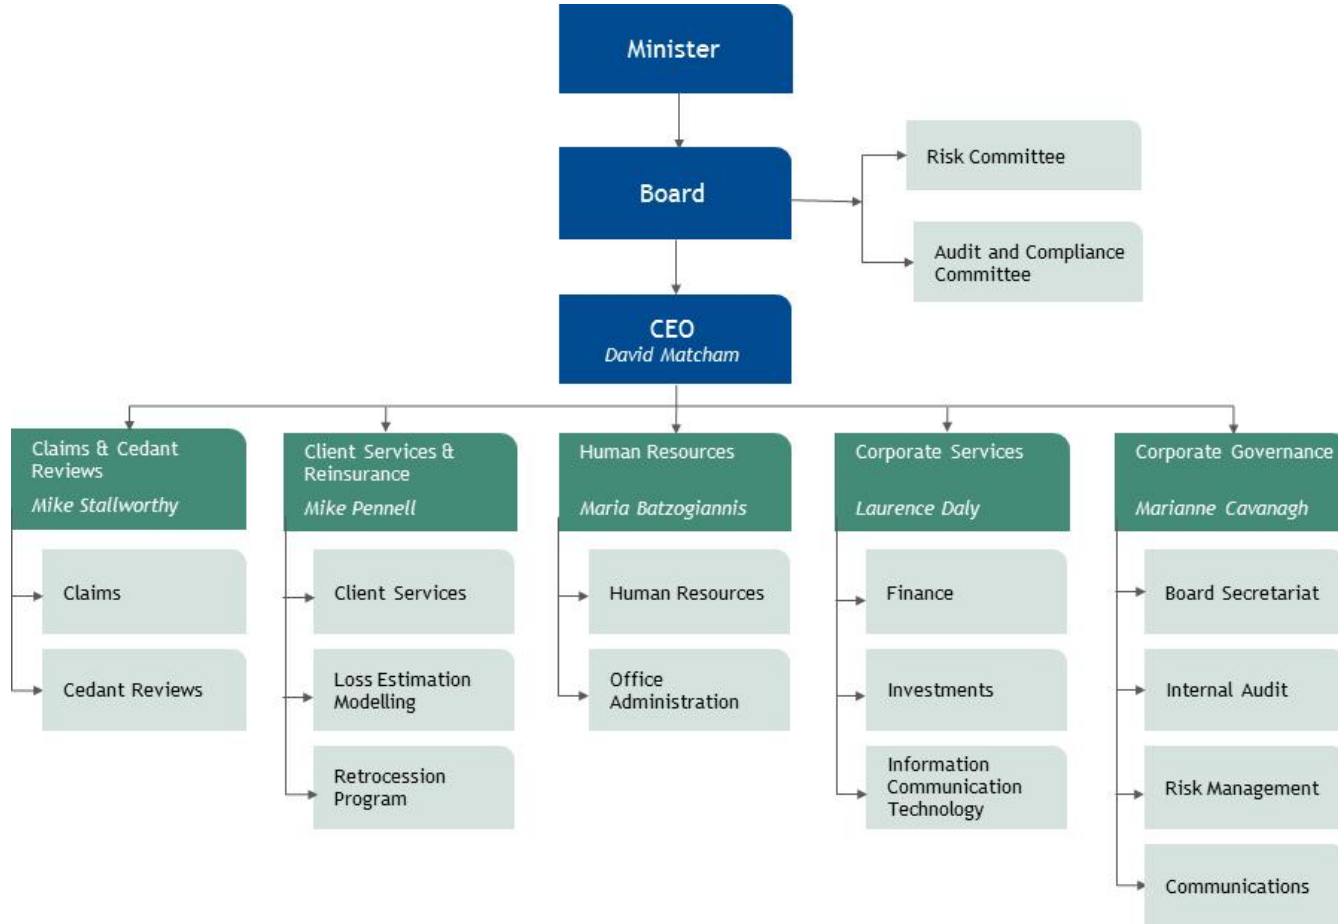 Minister
Board
Risk Committee
Audit and Compliance
Committee
CEO
David Matcham
Claims & Cedant
Reviews
Mike Stallworthy
Client Services &
Reinsurance
Mike Pennell
Human Resources
Maria Batzogiannis
Corporate Services
Laurence Daly
Corporate Governance
Marianne Cavanagh
Claims
Cedant Reviews
Client Services
Loss Estimation
Modelling
Retrocession
Program
Human Resources
Office
Administration
Finance
Investments
Information
Communication
Technology
Board Secretariat
Internal Audit
Risk Management
Communications